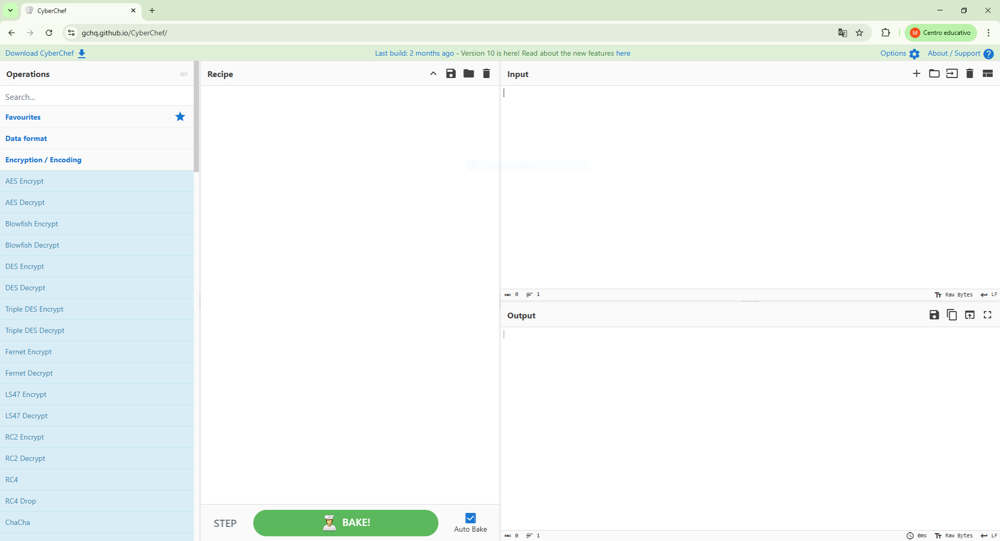 CyberChef
gchq.github.io/CyberChef/
M Centro educativo
Download CyberChef
Last build: 2 months ago - Version 10 is here! Read about the new features here
Options
About / Support
Operations 463
Search...
Favourites
Data format
Encryption / Encoding
AES Encrypt
AES Decrypt
Blowfish Encrypt
Blowfish Decrypt
DES Encrypt
DES Decrypt
Triple DES Encrypt
Triple DES Decrypt
Fernet Encrypt
Fernet Decrypt
LS47 Encrypt
LS47 Decrypt
RC2 Encrypt
RC2 Decrypt
RC4
RC4 Drop
ChaCha
Recipe
STEP
BAKE!
Auto Bake
Input
ABC 0 1
Tт Raw Bytes LF
Output
ABC 0 1
0ms Tт Raw Bytes LF